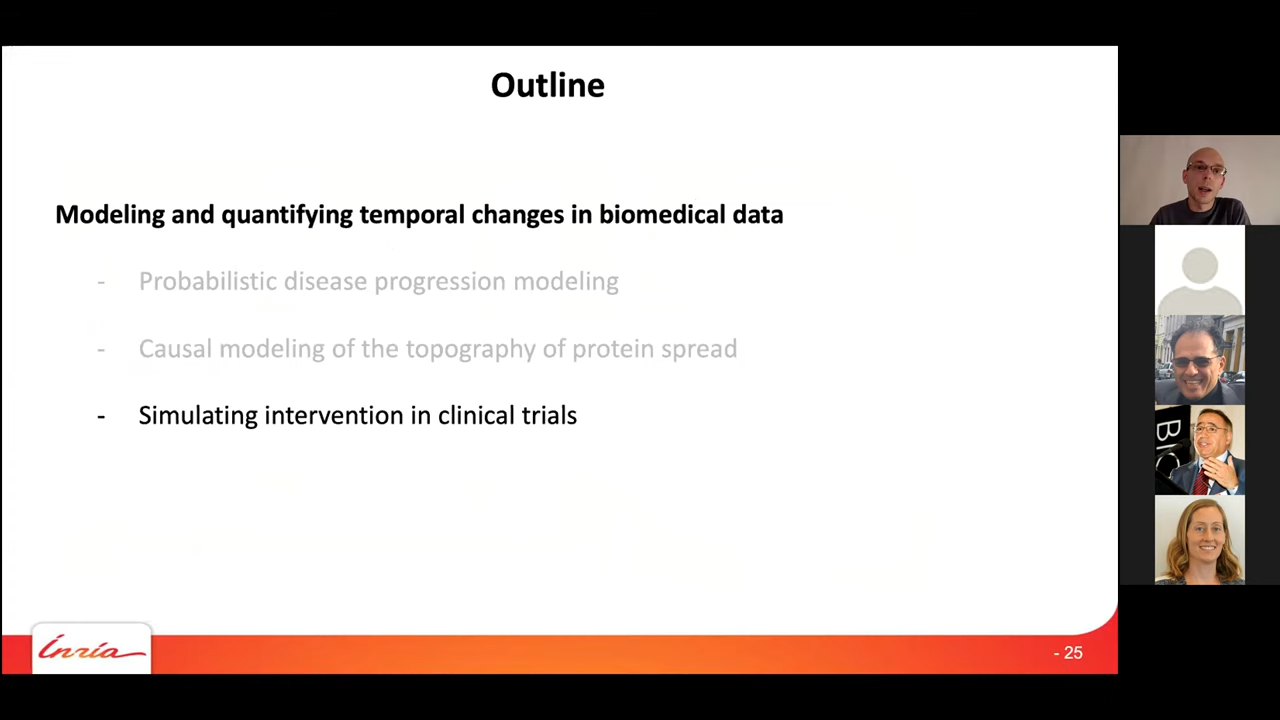 Outline
Modeling and quantifying temporal changes in biomedical data
- Probabilistic disease progression modeling
- Causal modeling of the topography of protein spread
- Simulating intervention in clinical trials
Inria
- 25